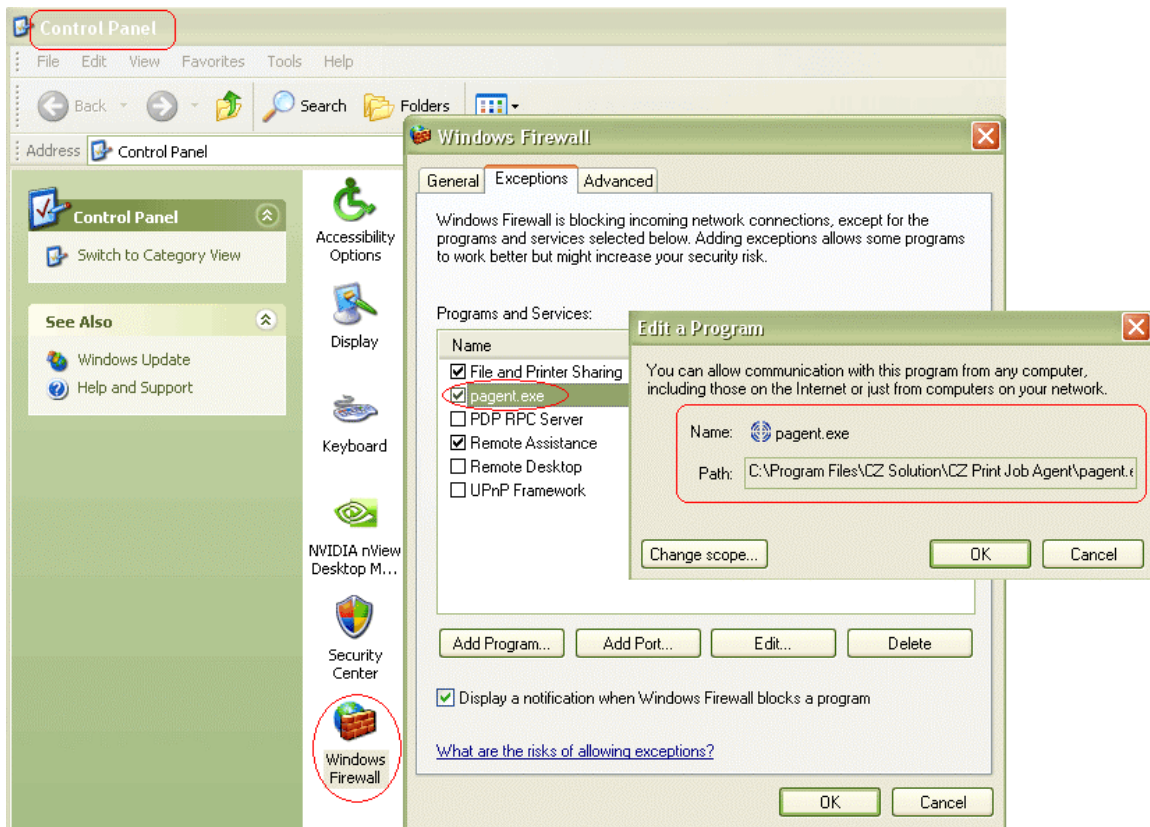 Control Panel
File Edit View Favorites Tools Help
Back Search Folders
Address Control Panel
Control Panel
Switch to Category View
See Also
Windows Update
Help and Support
Accessibility
Options
Display
Keyboard
NVIDIA nView
Desktop M...
Security
Center
Windows
Firewall
Windows Firewall
General Exceptions Advanced
Windows Firewall is blocking incoming network connections, except for the
programs and services selected below. Adding exceptions allows some programs
to work better but might increase your security risk.
Programs and Services:
Name
File and Printer Sharing
pagent.exe
PDP RPC Server
Remote Assistance
Remote Desktop
UPnP Framework
Add Program... Add Port... Edit... Delete
Display a notification when Windows Firewall blocks a program
What are the risks of allowing exceptions?
OK Cancel
Edit a Program
You can allow communication with this program from any computer,
including those on the Internet or just from computers on your network.
Name: pagent.exe
Path: C:\Program Files\CZ Solution\CZ Print Job Agent\pagent.e
Change scope... OK Cancel